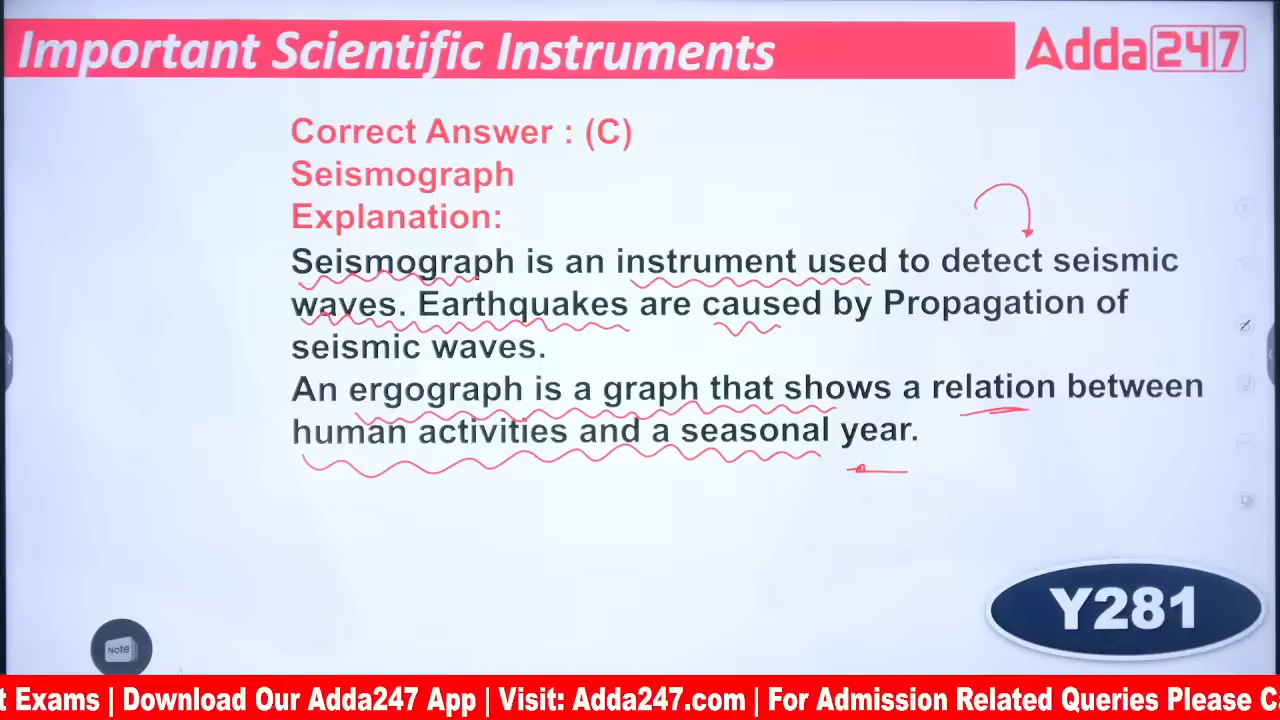 Important Scientific Instruments
Adda247
Correct Answer : (C)
Seismograph
Explanation:
Seismograph is an instrument used to detect seismic
waves. Earthquakes are caused by Propagation of
seismic waves.
An ergograph is a graph that shows a relation between
human activities and a seasonal year.
Y281
Note
t Exams | Download Our Adda247 App | Visit: Adda247.com | For Admission Related Queries Please Ca